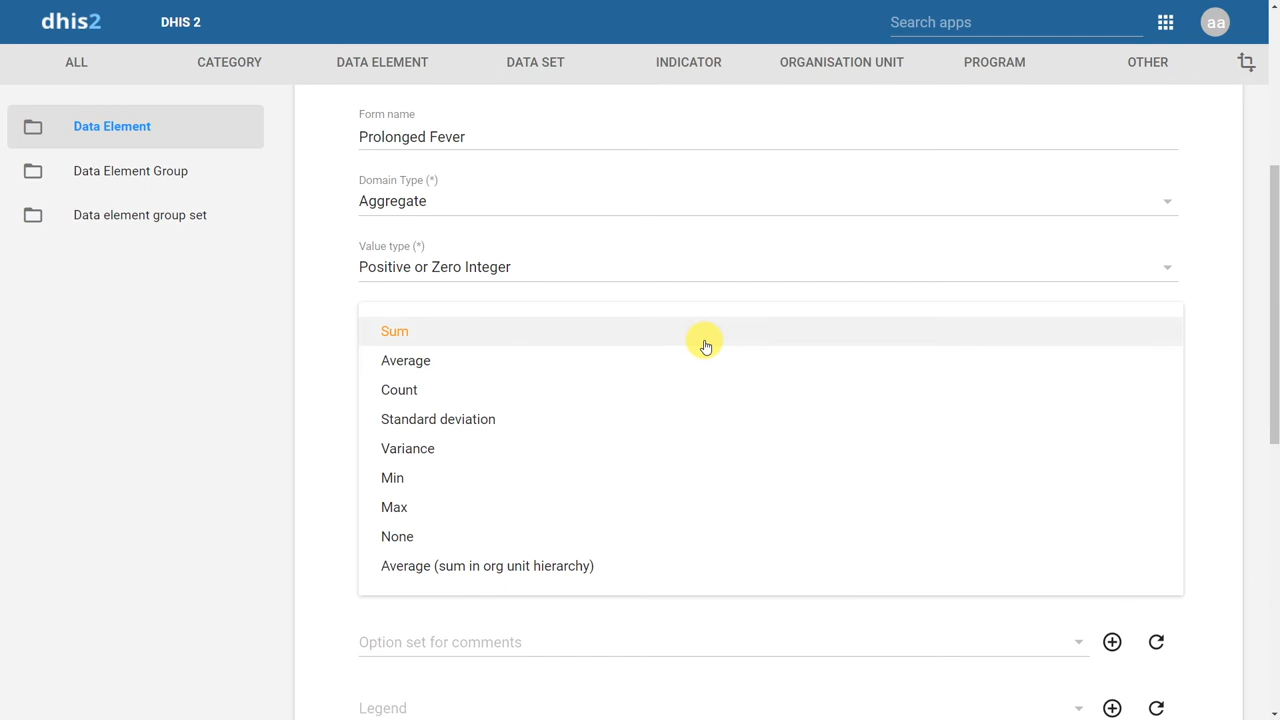 dhis2
DHIS 2
Search apps
aa
ALL
CATEGORY
DATA ELEMENT
DATA SET
INDICATOR
ORGANISATION UNIT
PROGRAM
OTHER
Data Element
Data Element Group
Data element group set
Form name
Prolonged Fever
Domain Type (*)
Aggregate
Value type (*)
Positive or Zero Integer
Sum
Average
Count
Standard deviation
Variance
Min
Max
None
Average (sum in org unit hierarchy)
Option set for comments
Legend